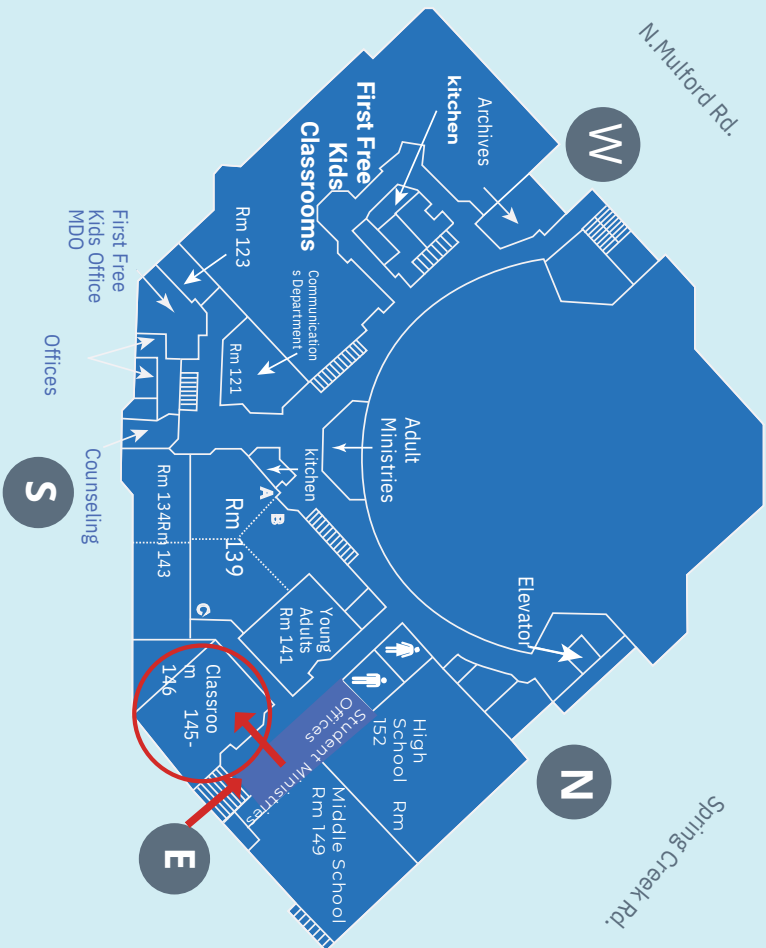 N.Mulford Rd.
W
Archives
kitchen
First Free
Kids
Classrooms
Rm 123
Communication
s Department
Rm 121
First Free
Kids Office
MDO
Offices
Counseling
S
Adult
Ministries
kitchen
A
B
Rm 139
C
Rm 134
Rm 143
Young
Adults
Rm 141
Elevator
Classroo
m 145-
146
Student Ministries
Offices
High
School Rm
152
Middle School
Rm 149
N
E
Spring Creek Rd.